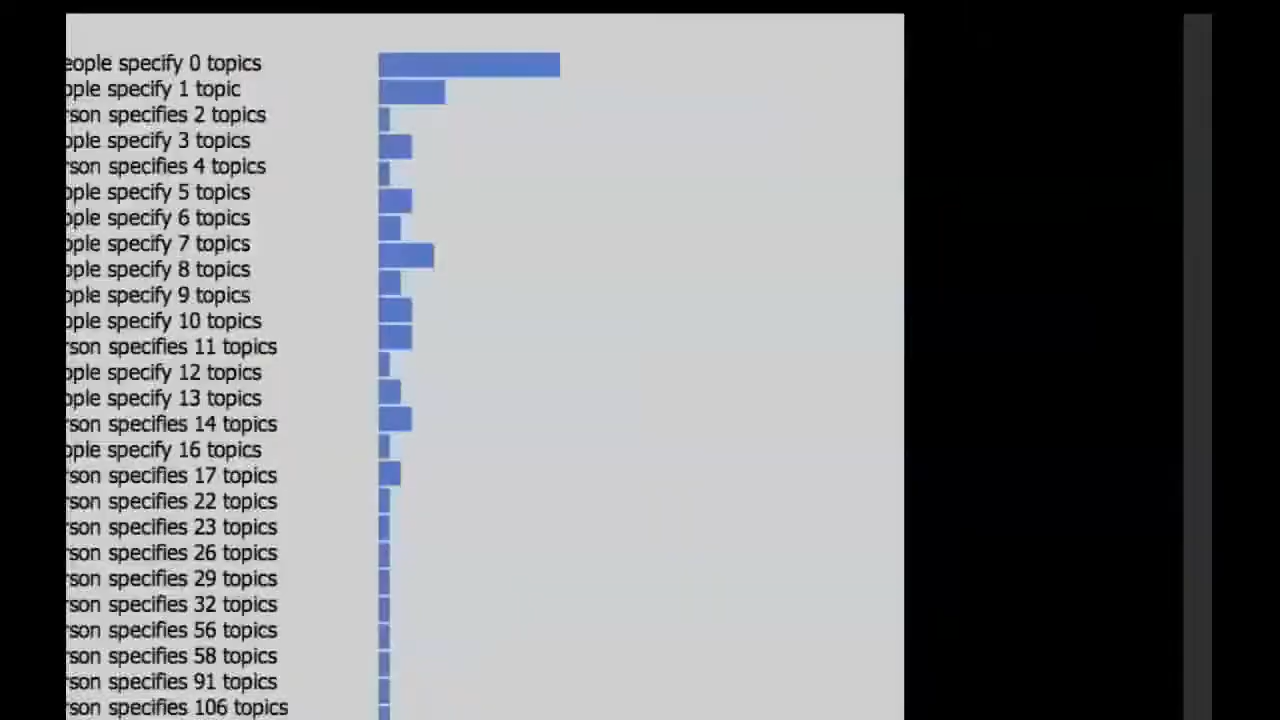 eople specify 0 topics
ople specify 1 topic
rson specifies 2 topics
ople specify 3 topics
rson specifies 4 topics
ople specify 5 topics
ople specify 6 topics
ople specify 7 topics
ople specify 8 topics
ople specify 9 topics
ople specify 10 topics
rson specifies 11 topics
ople specify 12 topics
ople specify 13 topics
rson specifies 14 topics
ople specify 16 topics
rson specifies 17 topics
rson specifies 22 topics
rson specifies 23 topics
rson specifies 26 topics
rson specifies 29 topics
rson specifies 32 topics
rson specifies 56 topics
rson specifies 58 topics
rson specifies 91 topics
rson specifies 106 topics